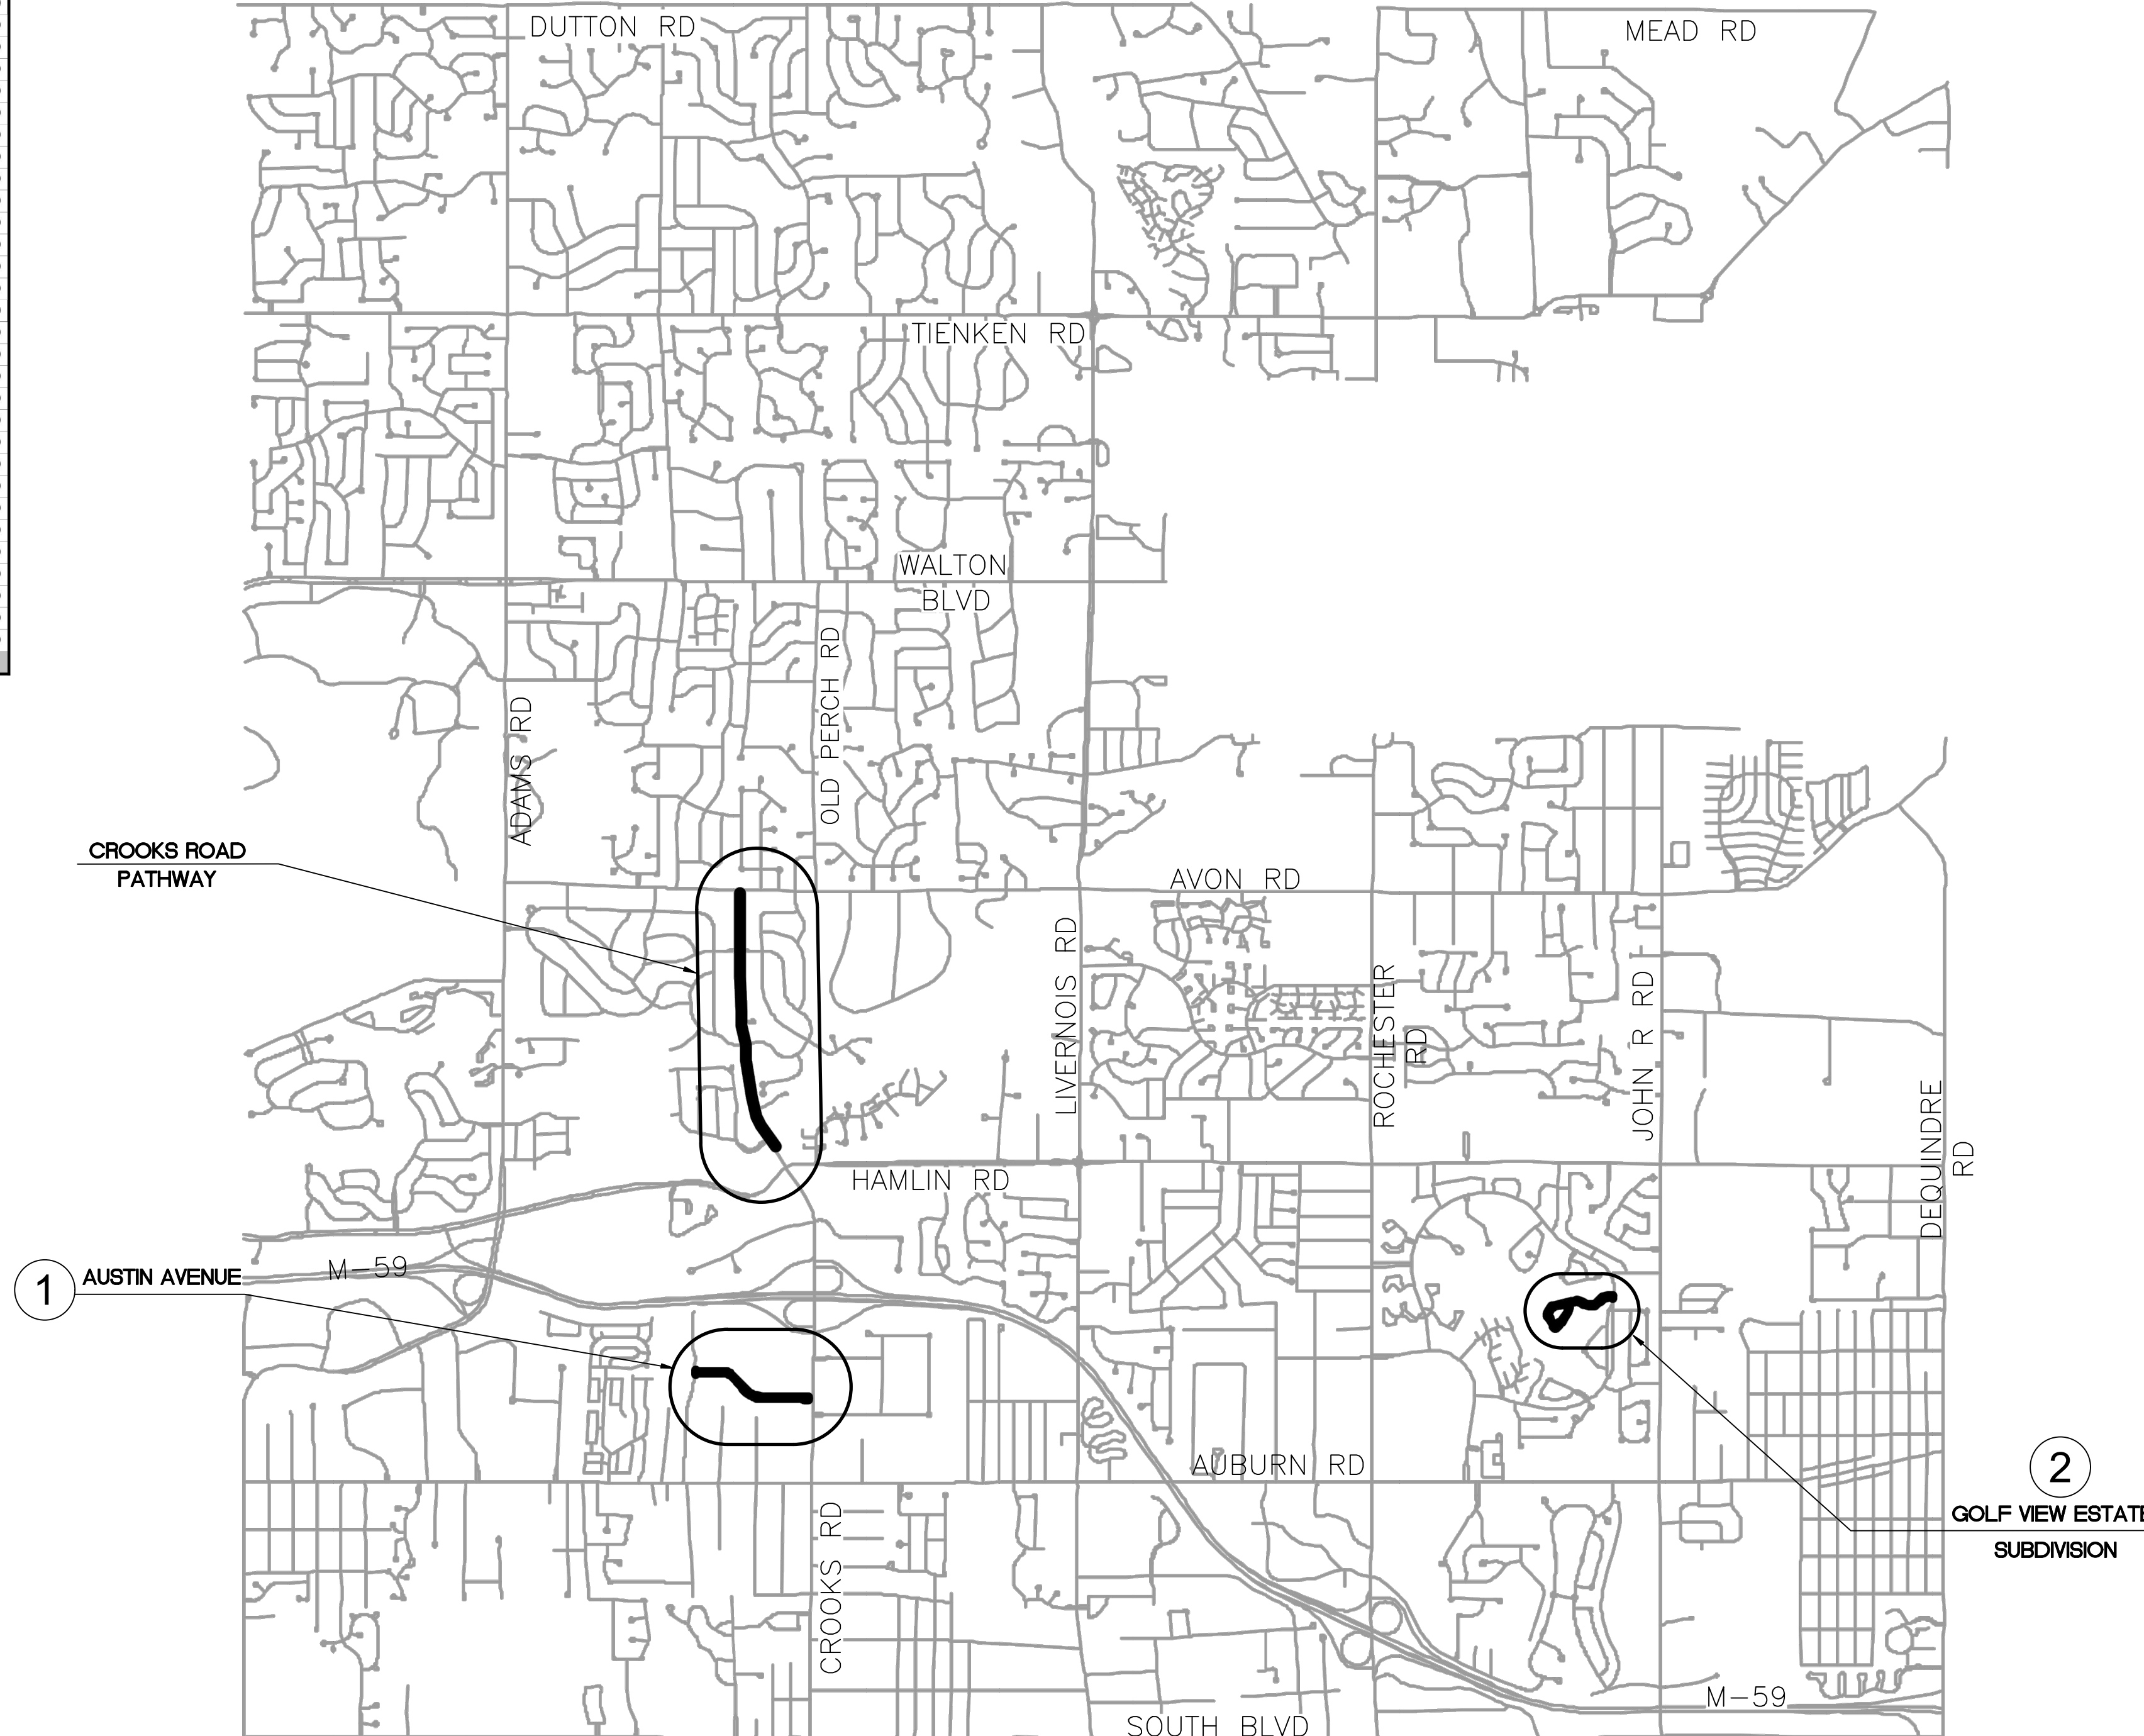 DUTTON RD
MEAD RD
TIENKEN RD
WALTON
BLVD
OLD PERCH RD
ADAMS RD
CROOKS ROAD
PATHWAY
AVON RD
LIVERNOIS RD
ROCHESTER
RD
JOHN R RD
DEQUINDRE
RD
HAMLIN RD
1
AUSTIN AVENUE
M-59
AUBURN RD
2
GOLF VIEW ESTATE
SUBDIVISION
CROOKS RD
M-59
SOUTH BLVD